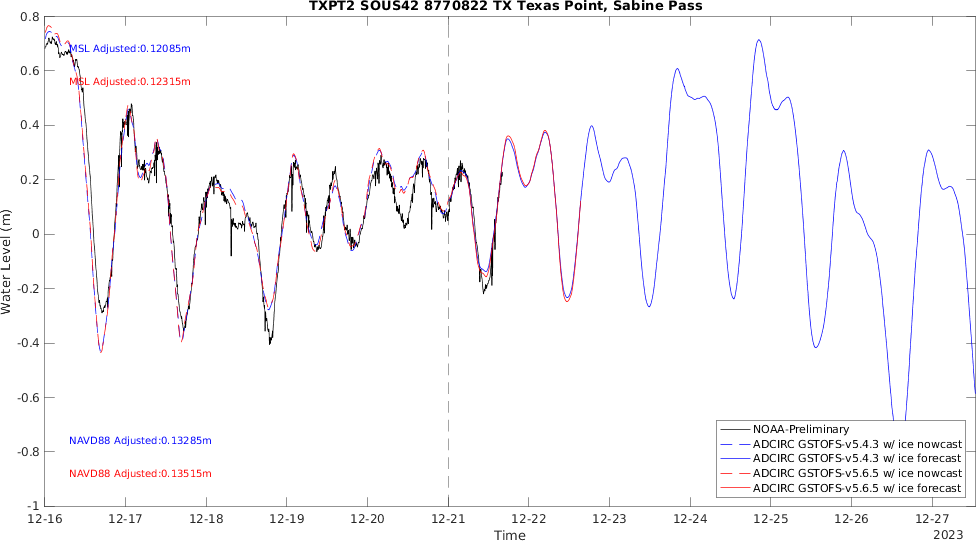 TXPT2 SOUS42 8770822 TX Texas Point, Sabine Pass
Water Level (m)
0.8
0.6
0.4
0.2
0
-0.2
-0.4
-0.6
-0.8
-1
MSL Adjusted:0.12085m
MSL Adjusted:0.12315m
NAVD88 Adjusted:0.13285m
NAVD88 Adjusted:0.13515m
NOAA-Preliminary
ADCIRC GSTOFS-v5.4.3 w/ ice nowcast
ADCIRC GSTOFS-v5.4.3 w/ ice forecast
ADCIRC GSTOFS-v5.6.5 w/ ice nowcast
ADCIRC GSTOFS-v5.6.5 w/ ice forecast
12-16 12-17 12-18 12-19 12-20 12-21 12-22 12-23 12-24 12-25 12-26 12-27
Time
2023